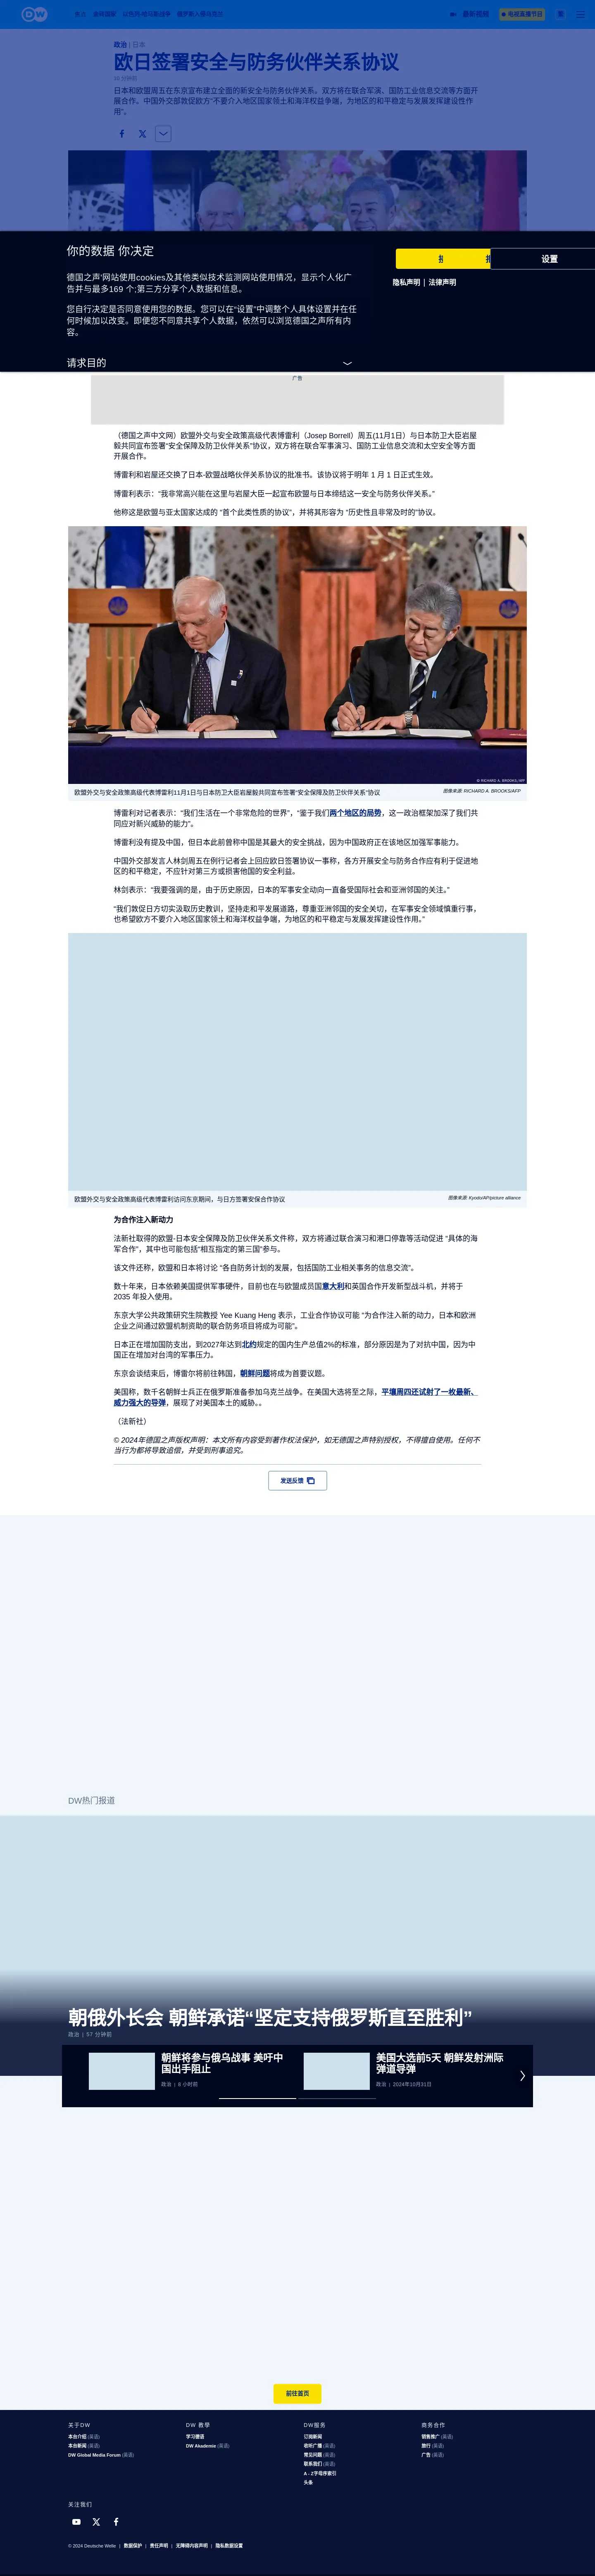 DW
最新视频
电视直播节目
政治 | 日本
欧日签署安全与防务伙伴关系协议
日本和欧盟周五在东京宣布建立全面的新安全与防务伙伴关系。双方将在联合军演、国防工业信息交流等方面开
展合作。中国外交部敦促欧方“不要介入地区国家领土和海洋权益争端，为地区的和平稳定与发展发挥建设性作
用”。
你的数据 你决定
设置
德国之声'网站使用cookies及其他类似技术监测网站使用情况，显示个人化广
告并与最多169 个;第三方分享个人数据和信息。
隐私声明 | 法律声明
您自行决定是否同意使用您的数据。您可以在“设置”中调整个人具体设置并在任
何时候加以改变。即便您不同意共享个人数据，依然可以浏览德国之声所有内
容。
请求目的
广告
（德国之声中文网）欧盟外交与安全政策高级代表博雷利（Josep Borrell）周五(11月1日）与日本防卫大臣岩屋
毅共同宣布签署“安全保障及防卫伙伴关系”协议，双方将在联合军事演习、国防工业信息交流和太空安全等方面
开展合作。
博雷利和岩屋还交换了日本-欧盟战略伙伴关系协议的批准书。该协议将于明年 1 月 1 日正式生效。
博雷利表示：“我非常高兴能在这里与岩屋大臣一起宣布欧盟与日本缔结这一安全与防务伙伴关系。”
他称这是欧盟与亚太国家达成的 “首个此类性质的协议”，并将其形容为 “历史性且非常及时的”协议。
© RICHARD A. BROOKS/AFP
欧盟外交与安全政策高级代表博雷利11月1日与日本防卫大臣岩屋毅共同宣布签署“安全保障及防卫伙伴关系”协议
图像来源: RICHARD A. BROOKS/AFP
博雷利对记者表示：“我们生活在一个非常危险的世界”，“鉴于我们两个地区的局势，这一政治框架加深了我们共
同应对新兴威胁的能力”。
博雷利没有提及中国，但日本此前曾称中国是其最大的安全挑战，因为中国政府正在该地区加强军事能力。
中国外交部发言人林剑周五在例行记者会上回应欧日签署协议一事称，各方开展安全与防务合作应有利于促进地
区的和平稳定，不应针对第三方或损害他国的安全利益。
林剑表示：“我要强调的是，由于历史原因，日本的军事安全动向一直备受国际社会和亚洲邻国的关注。”
“我们敦促日方切实汲取历史教训，坚持走和平发展道路，尊重亚洲邻国的安全关切，在军事安全领域慎重行事，
也希望欧方不要介入地区国家领土和海洋权益争端，为地区的和平稳定与发展发挥建设性作用。”
欧盟外交与安全政策高级代表博雷利访问东京期间，与日方签署安保合作协议
图像来源: Kyodo/AP/picture alliance
为合作注入新动力
法新社取得的欧盟-日本安全保障及防卫伙伴关系文件称，双方将通过联合演习和港口停靠等活动促进 “具体的海
军合作”，其中也可能包括“相互指定的第三国”参与。
该文件还称，欧盟和日本将讨论 “各自防务计划的发展，包括国防工业相关事务的信息交流”。
数十年来，日本依赖美国提供军事硬件，目前也在与欧盟成员国意大利和英国合作开发新型战斗机，并将于
2035 年投入使用。
东京大学公共政策研究生院教授 Yee Kuang Heng 表示，工业合作协议可能 “为合作注入新的动力，日本和欧洲
企业之间通过欧盟机制资助的联合防务项目将成为可能”。
日本正在增加国防支出，到2027年达到北约规定的国内生产总值2%的标准，部分原因是为了对抗中国，因为中
国正在增加对台湾的军事压力。
东京会谈结束后，博雷尔将前往韩国，朝鲜问题将成为首要议题。
美国称，数千名朝鲜士兵正在俄罗斯准备参加乌克兰战争。在美国大选将至之际，平壤周四还试射了一枚最新、
威力强大的导弹，展现了对美国本土的威胁。。
（法新社）
© 2024年德国之声版权声明：本文所有内容受到著作权法保护，如无德国之声特别授权，不得擅自使用。任何不
当行为都将导致追偿，并受到刑事追究。
发送反馈
DW热门报道
朝俄外长会 朝鲜承诺“坚定支持俄罗斯直至胜利”
政治 | 57 分钟前
朝鲜将参与俄乌战事 美吁中
国出手阻止
政治 | 8 小时前
美国大选前5天 朝鲜发射洲际
弹道导弹
政治 | 2024年10月31日
前往首页
关于DW
本台介绍 (英语)
本台新闻 (英语)
DW Global Media Forum (英语)
DW 教学
学习德语
DW Akademie (英语)
DW服务
订阅新闻
收听广播 (英语)
常见问题 (英语)
联系我们 (英语)
A - Z字母序索引
头条
商务合作
销售推广 (英语)
旅行 (英语)
广告 (英语)
关注我们
© 2024 Deutsche Welle | 数据保护 | 责任声明 | 无障碍内容声明 | 隐私数据设置